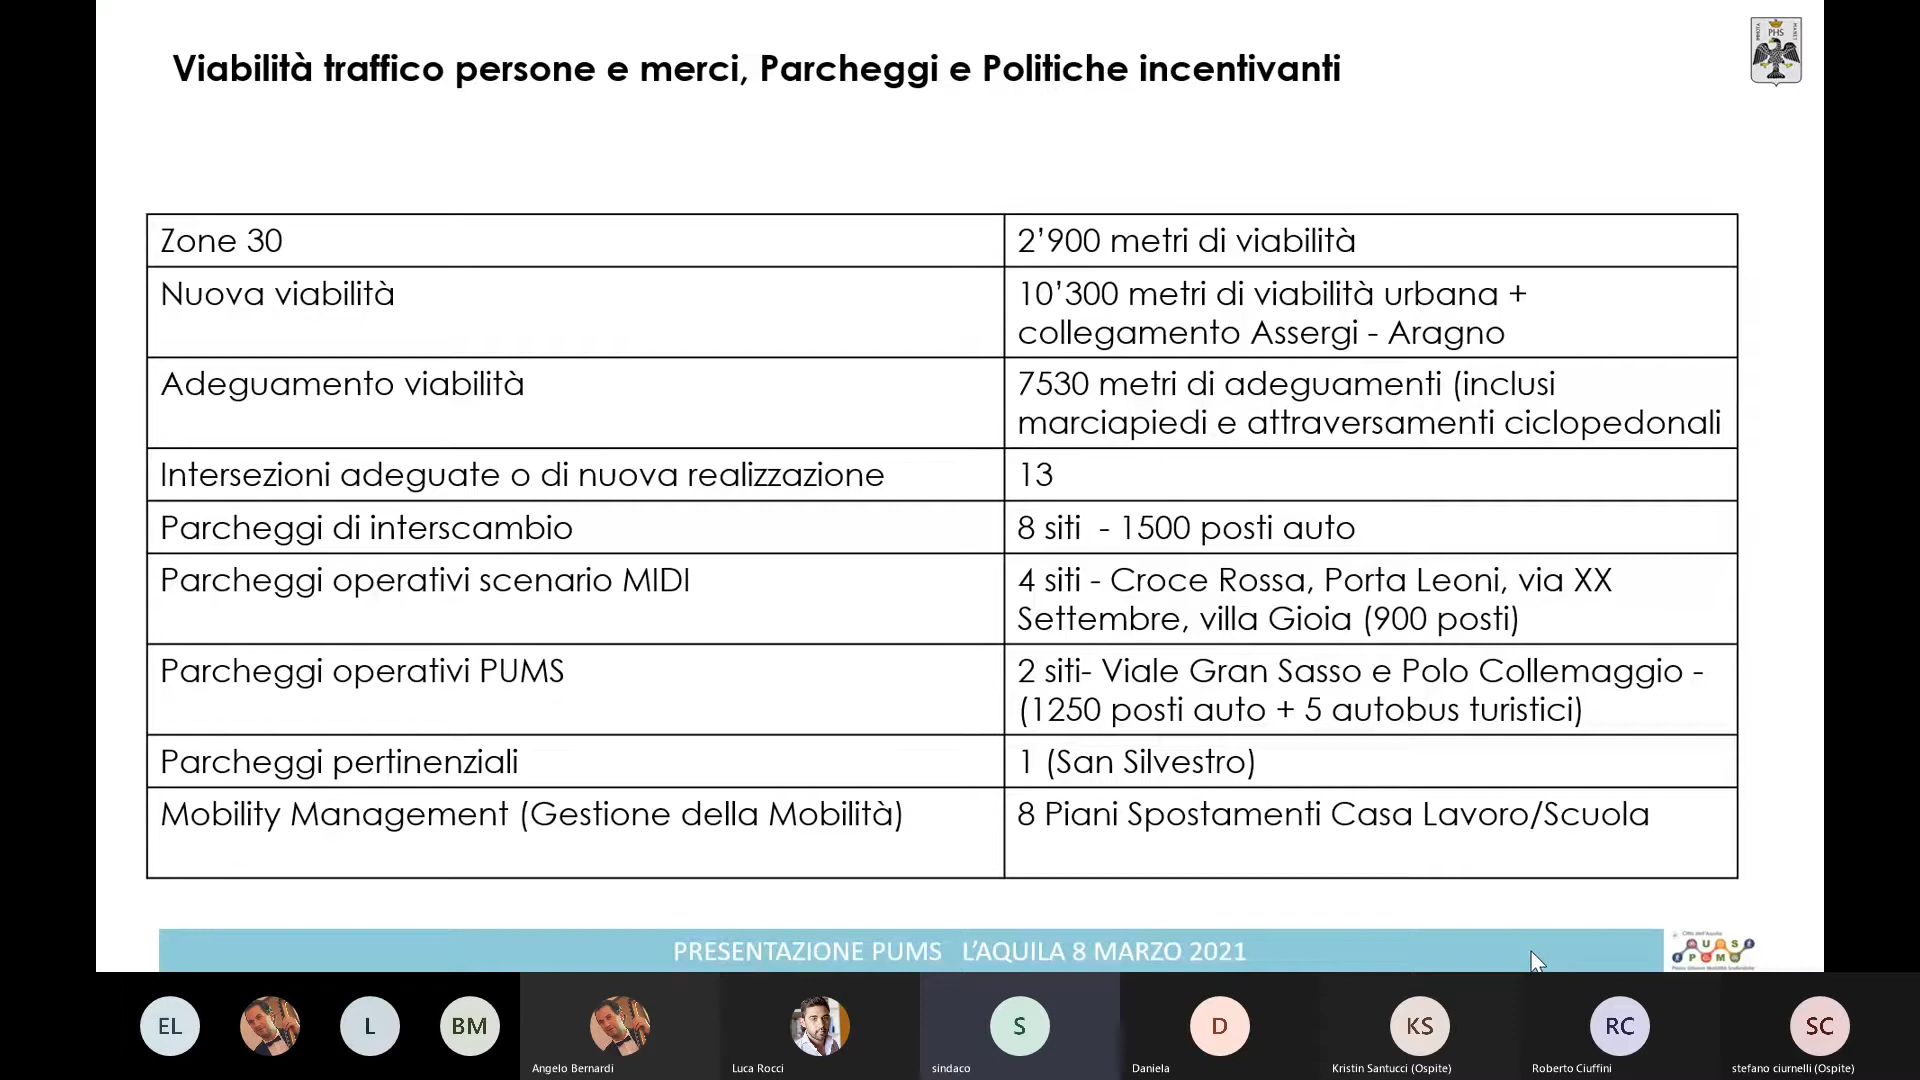 Viabilità traffico persone e merci, Parcheggi e Politiche incentivanti
PHS
Zone 30
2’900 metri di viabilità
Nuova viabilità
10’300 metri di viabilità urbana +
collegamento Assergi - Aragno
Adeguamento viabilità
7530 metri di adeguamenti (inclusi
marciapiedi e attraversamenti ciclopedonali
Intersezioni adeguate o di nuova realizzazione
13
Parcheggi di interscambio
8 siti  - 1500 posti auto
Parcheggi operativi scenario MIDI
4 siti - Croce Rossa, Porta Leoni, via XX
Settembre, villa Gioia (900 posti)
Parcheggi operativi PUMS
2 siti- Viale Gran Sasso e Polo Collemaggio -
(1250 posti auto + 5 autobus turistici)
Parcheggi pertinenziali
1 (San Silvestro)
Mobility Management (Gestione della Mobilità)
8 Piani Spostamenti Casa Lavoro/Scuola
PRESENTAZIONE PUMS   L’AQUILA 8 MARZO 2021
EL
L
BM
S
D
KS
RC
SC
Angelo Bernardi
Luca Rocci
sindaco
Daniela
Kristin Santucci (Ospite)
Roberto Ciuffini
stefano ciurnelli (Ospite)